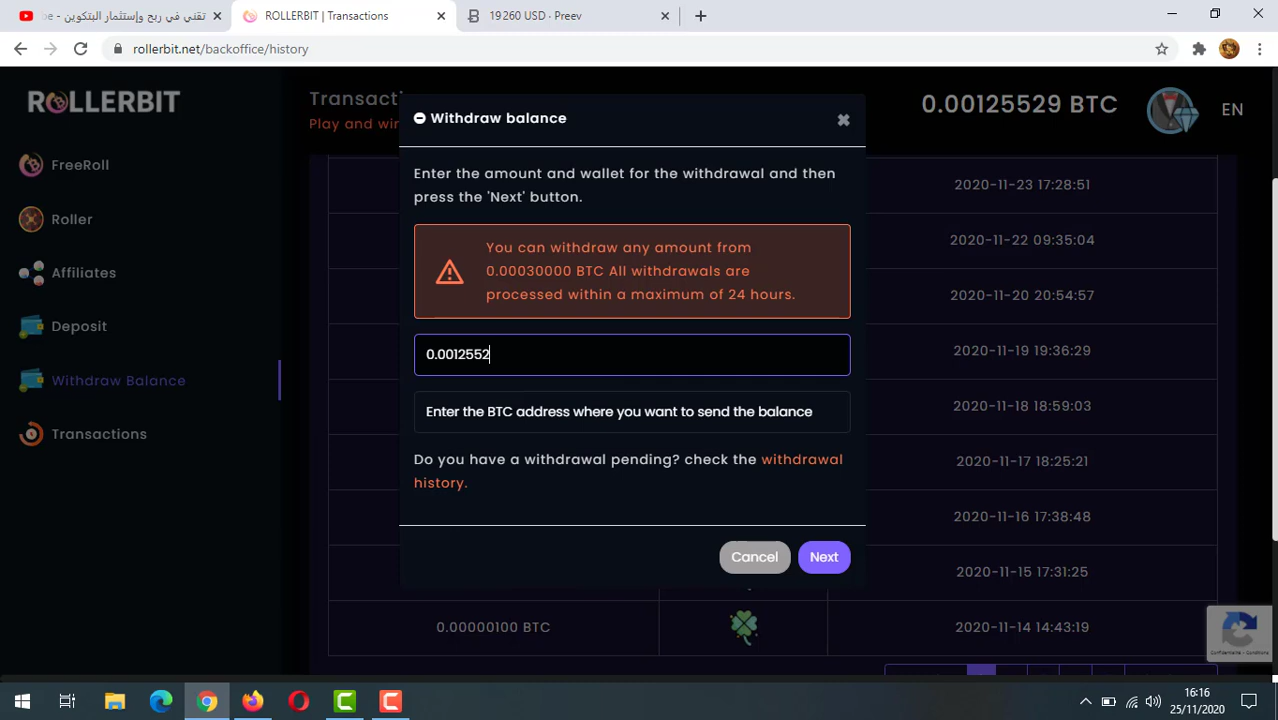 be - تقني في ربح وإستثمار البتكوين
ROLLERBIT | Transactions
19 260 USD - Preev
rollerbit.net/backoffice/history
ROLLERBIT
FreeRoll
Roller
Affiliates
Deposit
Withdraw Balance
Transactions
Transacti
Play and win
0.00125529 BTC
EN
Withdraw balance
Enter the amount and wallet for the withdrawal and then
press the 'Next' button.
You can withdraw any amount from
0.00030000 BTC All withdrawals are
processed within a maximum of 24 hours.
0.0012552
Enter the BTC address where you want to send the balance
Do you have a withdrawal pending? check the withdrawal
history.
Cancel
Next
2020-11-23 17:28:51
2020-11-22 09:35:04
2020-11-20 20:54:57
2020-11-19 19:36:29
2020-11-18 18:59:03
2020-11-17 18:25:21
2020-11-16 17:38:48
2020-11-15 17:31:25
0.00000100 BTC
2020-11-14 14:43:19
16:16
25/11/2020